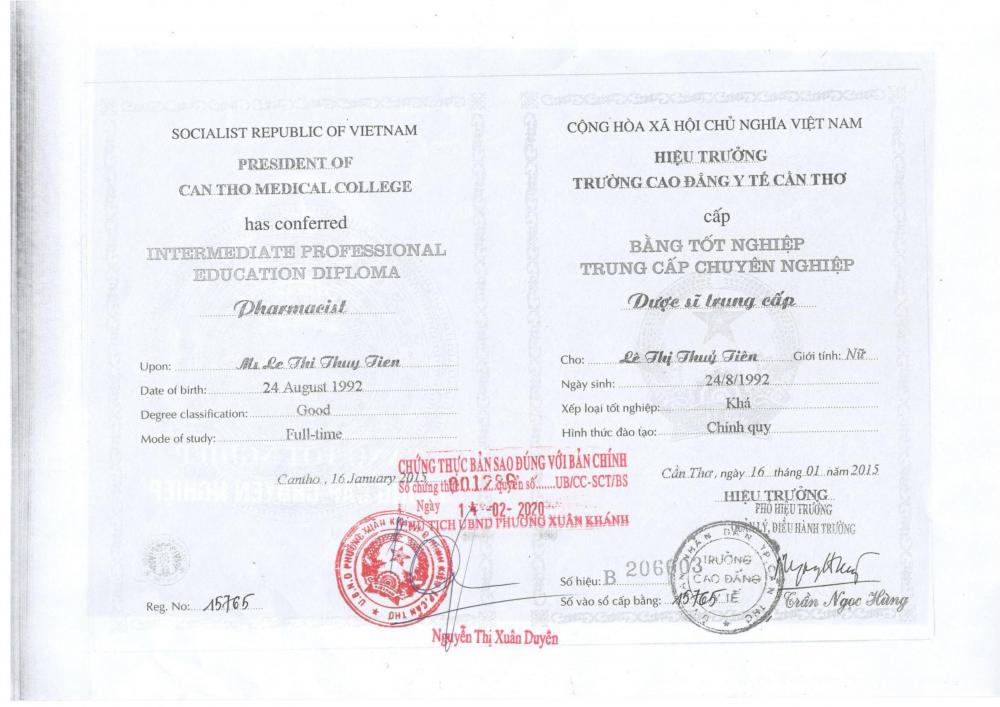 SOCIALIST REPUBLIC OF VIETNAM
PRESIDENT OF
CAN THO MEDICAL COLLEGE
has conferred
INTERMEDIATE PROFESSIONAL
EDUCATION DIPLOMA
Pharmacist
Upon: Ms Le Thi Thuy Tien
Date of birth: 24 August 1992
Degree classification: Good
Mode of study: Full-time
Cantho, 16 January 2015
Reg. No: 15765
CỘNG HÒA XÃ HỘI CHỦ NGHĨA VIỆT NAM
HIỆU TRƯỞNG
TRƯỜNG CAO ĐẲNG Y TẾ CẦN THƠ
cấp
BẰNG TỐT NGHIỆP
TRUNG CẤP CHUYÊN NGHIỆP
Dược sĩ trung cấp
Cho: Lê Thị Thuỷ Tiên Giới tính: Nữ
Ngày sinh: 24/8/1992
Xếp loại tốt nghiệp: Khá
Hình thức đào tạo: Chính quy
Cần Thơ, ngày 16 tháng 01 năm 2015
HIỆU TRƯỞNG
PHÓ HIỆU TRƯỞNG
QUẢN LÝ, ĐIỀU HÀNH TRƯỜNG
Số hiệu: B 206603
Số vào sổ cấp bằng: 15765
TRƯỜNG
CAO ĐẲNG
Y TẾ
Trần Ngọc Hùng
CHỨNG THỰC BẢN SAO ĐÚNG VỚI BẢN CHÍNH
Số chứng thực 001286 quyển số UB/CC-SCT/BS
Ngày 14 -02- 2020
CHỦ TỊCH UBND PHƯỜNG XUÂN KHÁNH
Nguyễn Thị Xuân Duyên